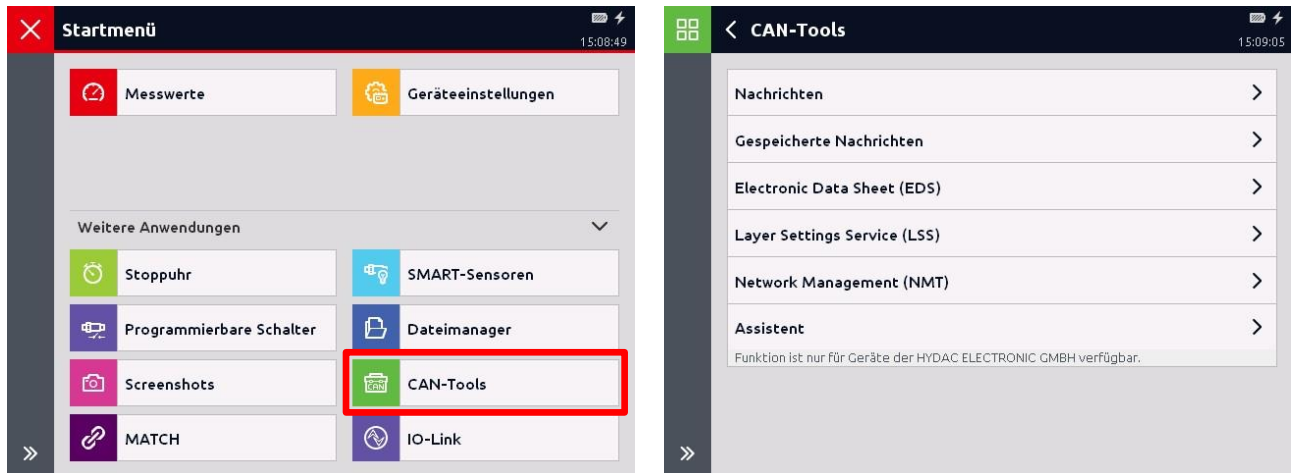 Startmenü
15:08:49
Messwerte
Geräteeinstellungen
Weitere Anwendungen
Stoppuhr
SMART-Sensoren
Programmierbare Schalter
Dateimanager
Screenshots
CAN
CAN-Tools
MATCH
IO-Link
CAN-Tools
15:09:05
Nachrichten
Gespeicherte Nachrichten
Electronic Data Sheet (EDS)
Layer Settings Service (LSS)
Network Management (NMT)
Assistent
Funktion ist nur für Geräte der HYDAC ELECTRONIC GMBH verfügbar.